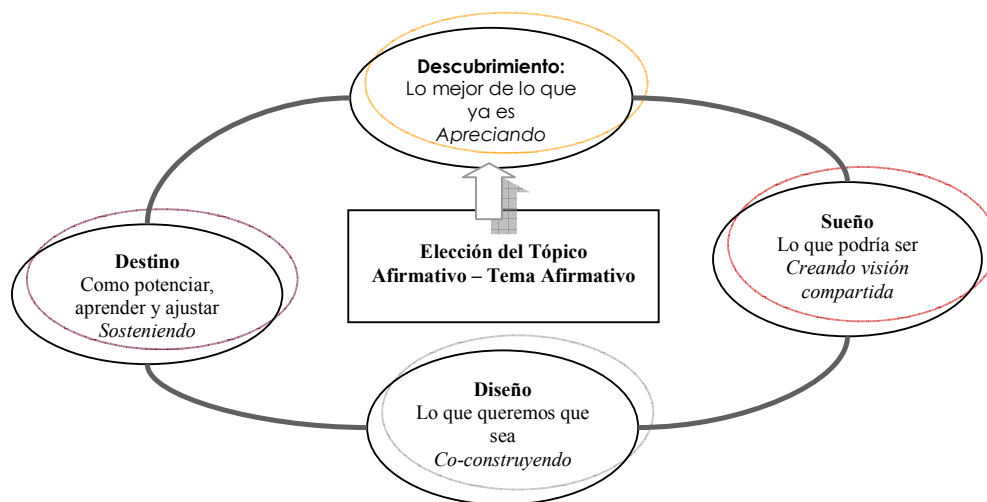 Descubrimiento:
Lo mejor de lo que
ya es
Apreciando
Elección del Tópico
Afirmativo – Tema Afirmativo
Sueño
Lo que podría ser
Creando visión
compartida
Diseño
Lo que queremos que
sea
Co-construyendo
Destino
Como potenciar,
aprender y ajustar
Sosteniendo